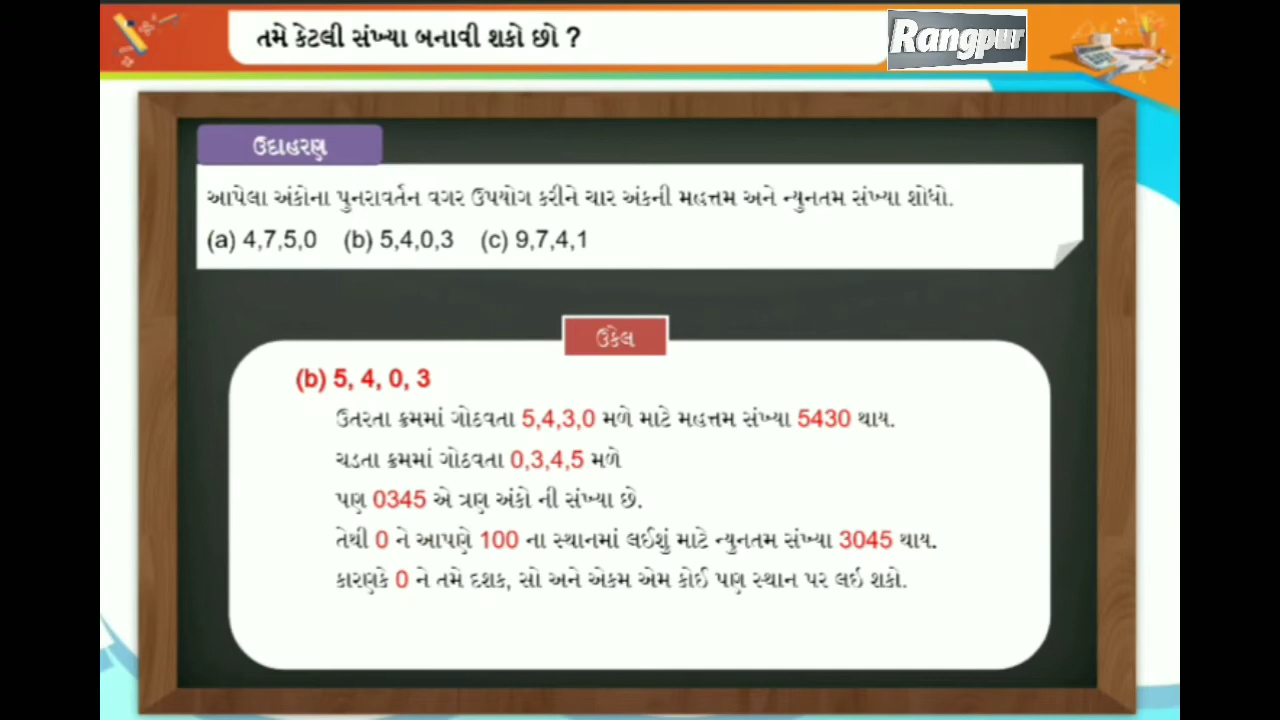 તમે કેટલી સંખ્યા બનાવી શકો છો ?
Rangpur
ઉદાહરણ
આપેલા અંકોના પુનરાવર્તન વગર ઉપયોગ કરીને ચાર અંકની મહત્તમ અને ન્યુનતમ સંખ્યા શોધો.
(a) 4,7,5,0 (b) 5,4,0,3 (c) 9,7,4,1
ઉકેલ
(b) 5, 4, 0, 3
ઉતરતા ક્રમમાં ગોઠવતા 5,4,3,0 મળે માટે મહત્તમ સંખ્યા 5430 થાય.
ચડતા ક્રમમાં ગોઠવતા 0,3,4,5 મળે
પણ 0345 એ ત્રણ અંકો ની સંખ્યા છે.
તેથી 0 ને આપણે 100 ના સ્થાનમાં લઈશું માટે ન્યુનતમ સંખ્યા 3045 થાય.
કારણકે 0 ને તમે દશક, સો અને એકમ એમ કોઈ પણ સ્થાન પર લઇ શકો.